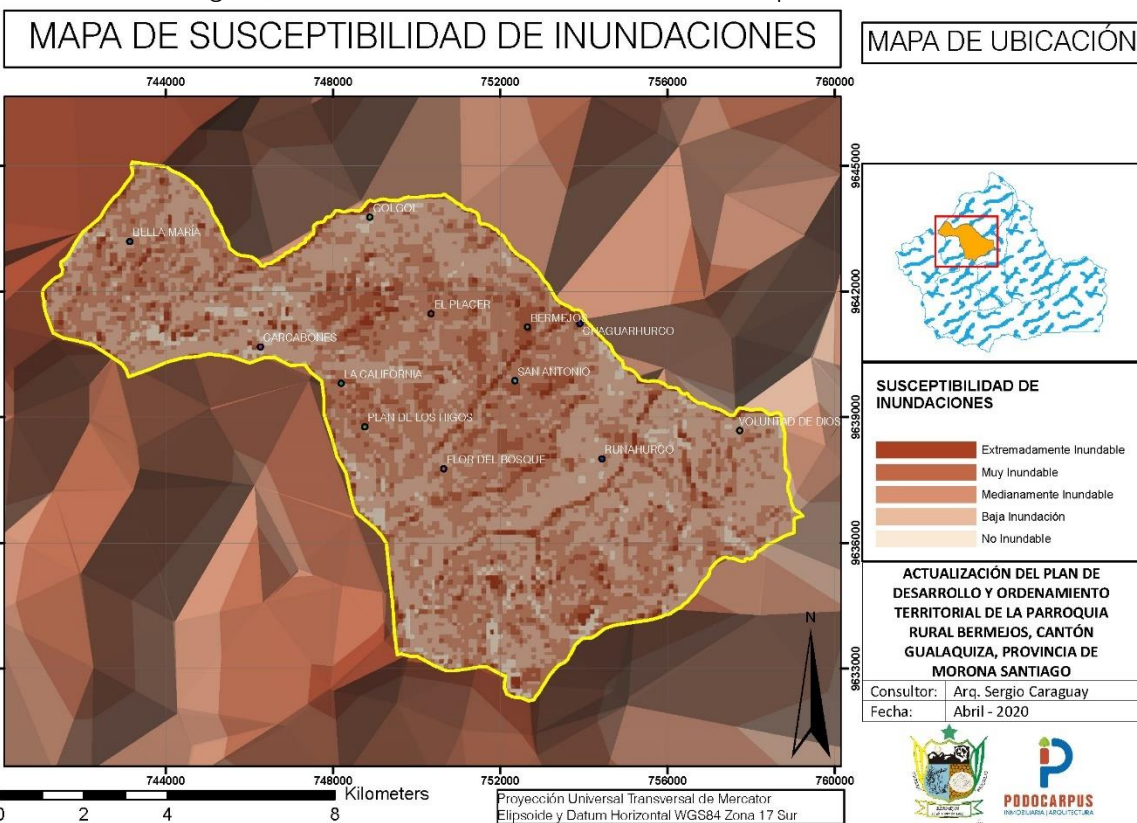 MAPA DE SUSCEPTIBILIDAD DE INUNDACIONES
MAPA DE UBICACIÓN
744000
748000
752000
756000
760000
9645000
9642000
9639000
9636000
9633000
BELLA MARÍA
GOLGOL
EL PLACER
BERMEJOS
CHAGUARHURCO
CARCABONES
LA CALIFORNIA
SAN ANTONIO
PLAN DE LOS HIGOS
VOLUNTAD DE DIOS
FLOR DEL BOSQUE
RUNAHURCO
N
744000
748000
752000
756000
760000
0 2 4 8
Kilometers
Proyección Universal Transversal de Mercator
Elipsoide y Datum Horizontal WGS84 Zona 17 Sur
SUSCEPTIBILIDAD DE
INUNDACIONES
Extremadamente Inundable
Muy Inundable
Medianamente Inundable
Baja Inundación
No Inundable
ACTUALIZACIÓN DEL PLAN DE
DESARROLLO Y ORDENAMIENTO
TERRITORIAL DE LA PARROQUIA
RURAL BERMEJOS, CANTÓN
GUALAQUIZA, PROVINCIA DE
MORONA SANTIAGO
Consultor: Arq. Sergio Caraguay
Fecha: Abril - 2020
PODOCARPUS
INMOBILIARIA | ARQUITECTURA